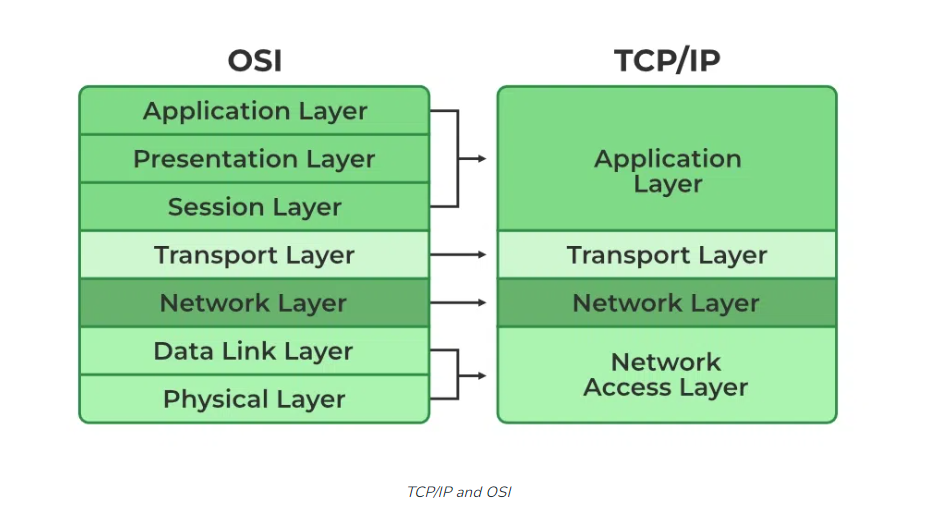 OSI
Application Layer
Presentation Layer
Session Layer
Transport Layer
Network Layer
Data Link Layer
Physical Layer
TCP/IP
Application
Layer
Transport Layer
Network Layer
Network
Access Layer
TCP/IP and OSI